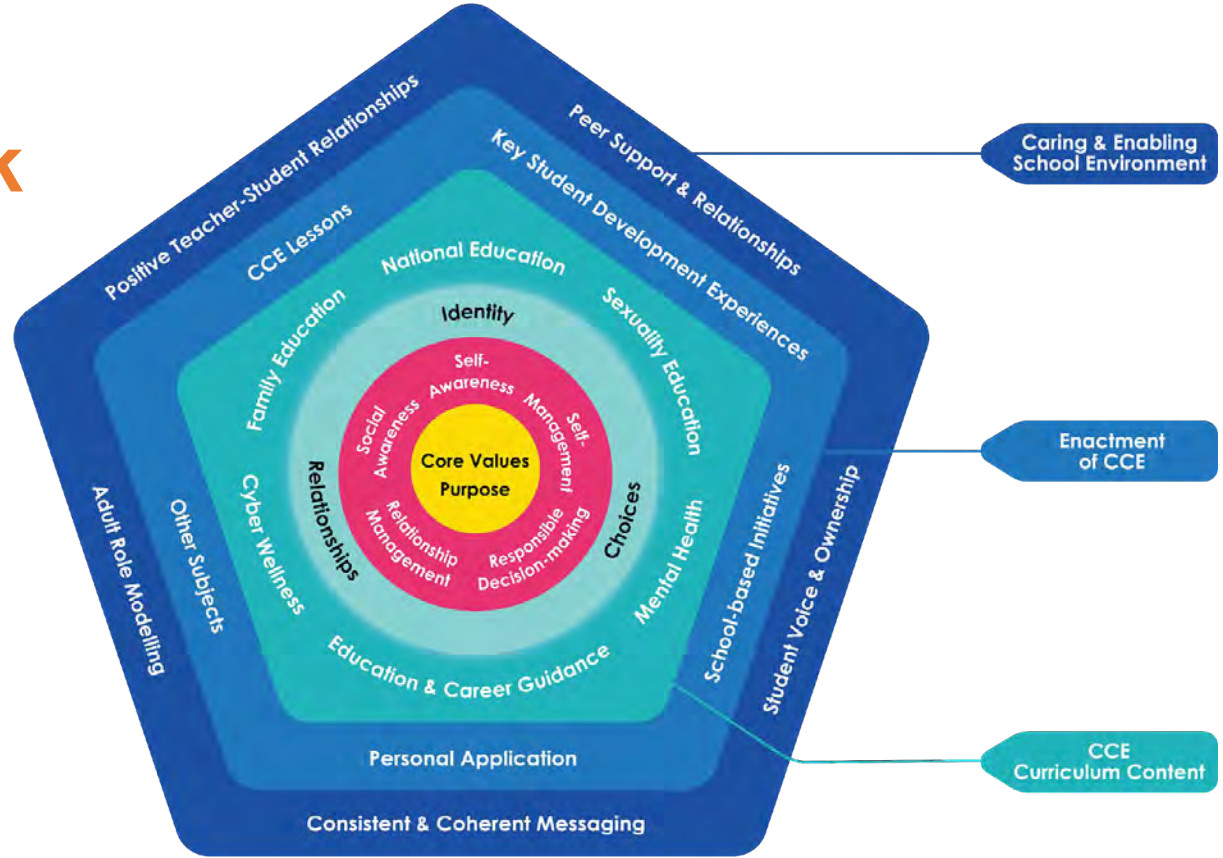 k
Positive Teacher-Student Relationships
Peer Support & Relationships
Student Voice & Ownership
Consistent & Coherent Messaging
Adult Role Modelling
CCE Lessons
Key Student Development Experiences
School-based Initiatives
Personal Application
Other Subjects
National Education
Sexuality Education
Mental Health
Education & Career Guidance
Cyber Wellness
Family Education
Identity
Choices
Relationships
Self-
Awareness
Self-
Management
Responsible
Decision-making
Relationship
Management
Social
Awareness
Core Values
Purpose
Caring & Enabling
School Environment
Enactment
of CCE
CCE
Curriculum Content